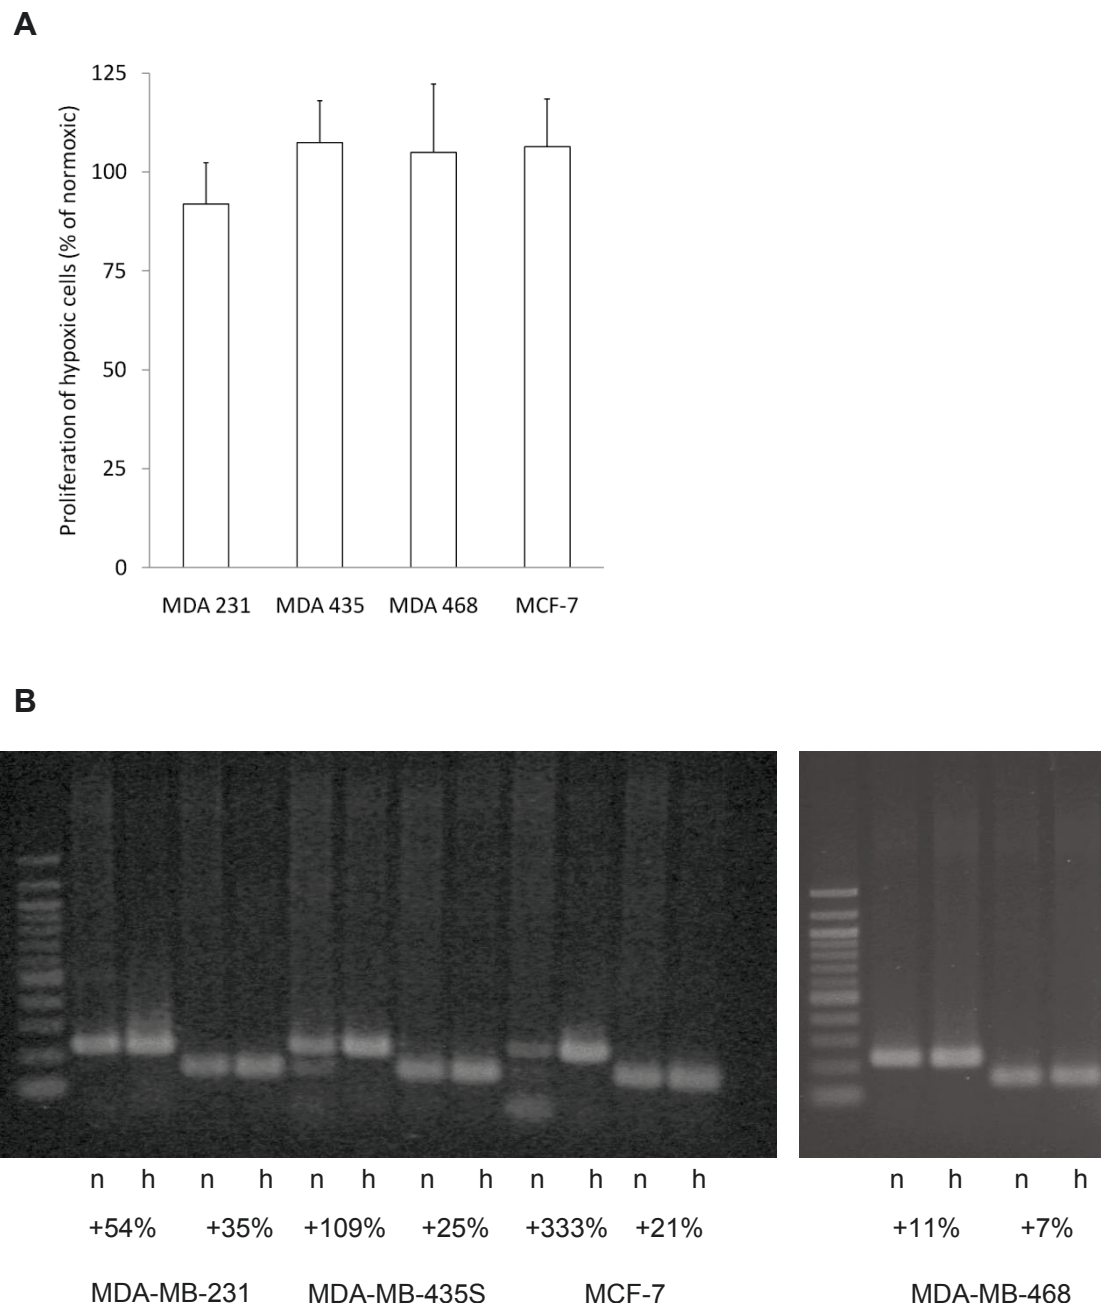 A
125
100
75
50
25
0
Proliferation of hypoxic cells (% of normoxic)
MDA 231 MDA 435 MDA 468 MCF-7
B
n h n h n h n h n h n h n h n h
+54% +35% +109% +25% +333% +21% +11% +7%
MDA-MB-231 MDA-MB-435S MCF-7 MDA-MB-468